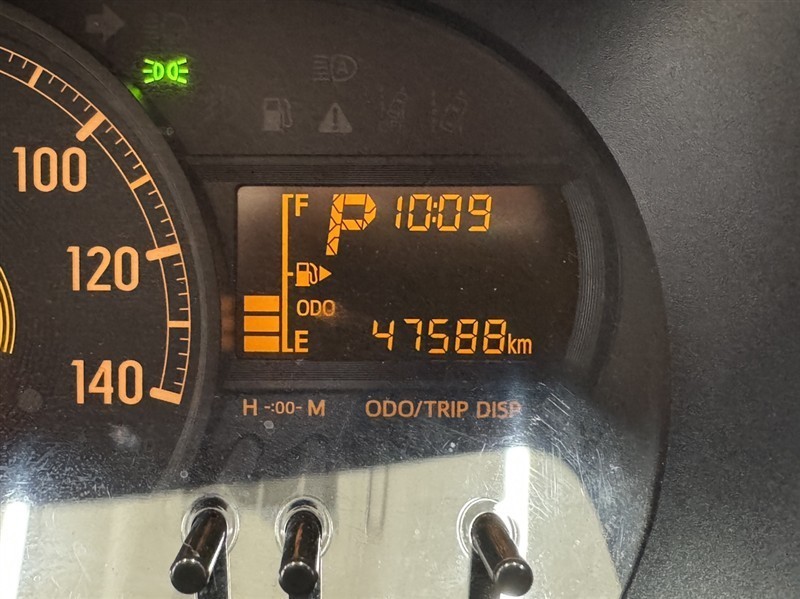 100
120
140
F
P 10:09
ODO
E
47588km
H -:00- M
ODO/TRIP DISP